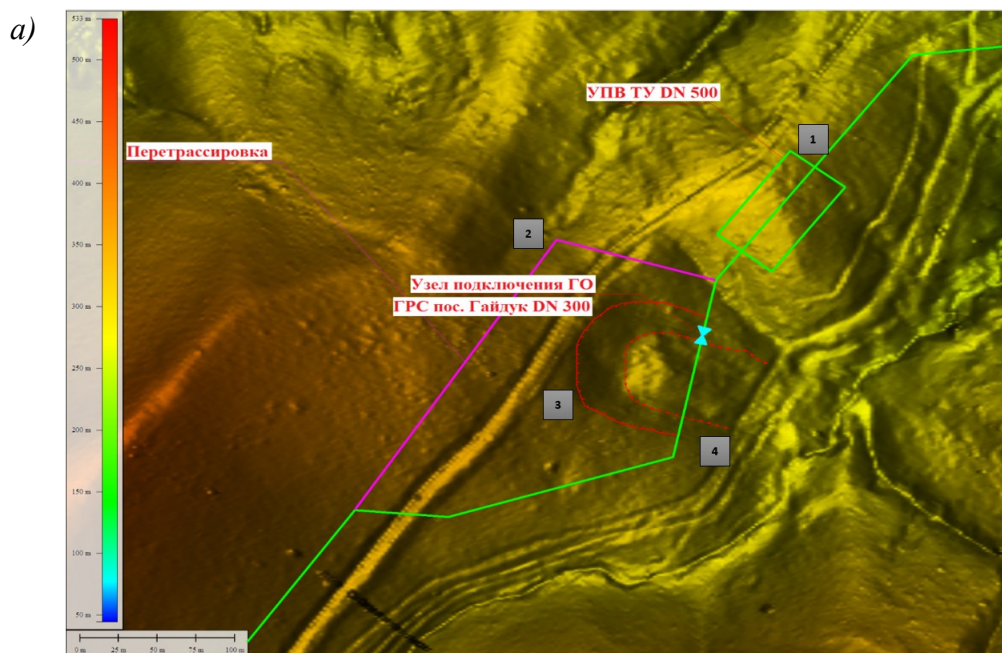 а)
533 m
450 m
400 m
350 m
300 m
250 m
200 m
150 m
100 m
50 m
0 m 25 m 50 m 75 m 100 m
УПВ ТУ DN 500
1
Перетрассировка
2
Узел подключения ГО
ГРС пос. Гайдук DN 300
3
4